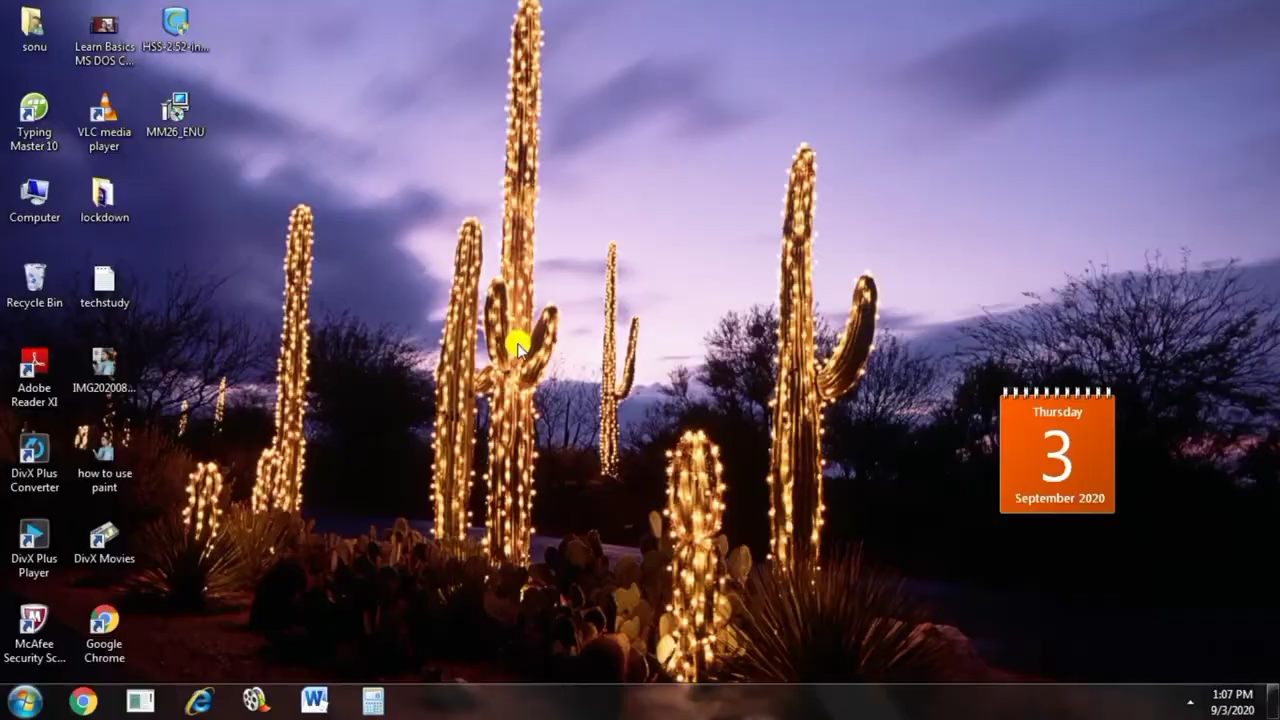 sonu
Learn Basics
MS DOS C...
HSS-2.52-in...
Typing
Master 10
VLC media
player
MM26_ENU
Computer
lockdown
Recycle Bin
techstudy
Adobe
Reader XI
IMG202008...
DivX Plus
Converter
how to use
paint
DivX Plus
Player
DivX Movies
McAfee
Security Sc...
Google
Chrome
Thursday
3
September 2020
1:07 PM
9/3/2020